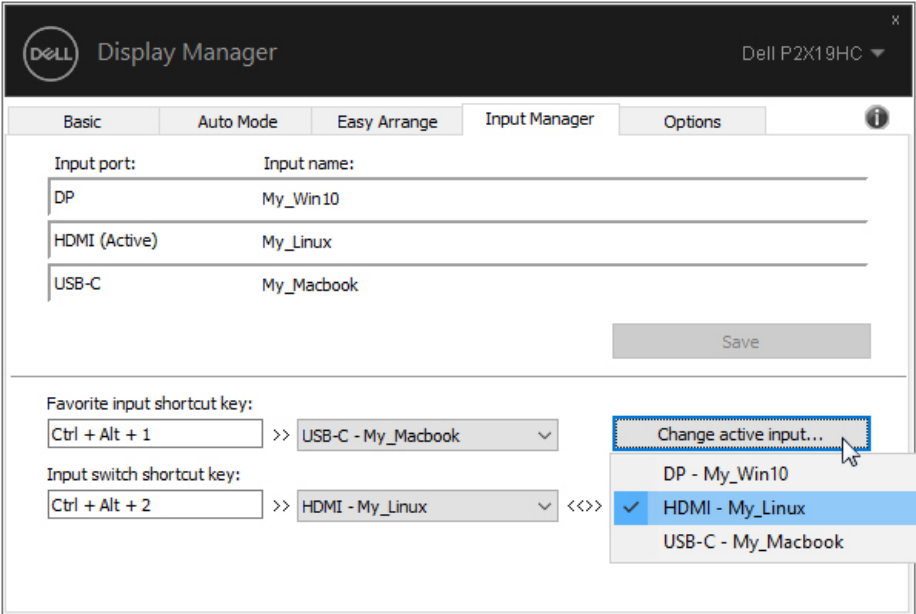 x
DELL Display Manager Dell P2X19HC
Basic Auto Mode Easy Arrange Input Manager Options i
Input port: Input name:
DP My_Win10
HDMI (Active) My_Linux
USB-C My_Macbook
Save
Favorite input shortcut key:
Ctrl + Alt + 1 >> USB-C - My_Macbook Change active input...
DP - My_Win10
Input switch shortcut key:
Ctrl + Alt + 2 >> HDMI - My_Linux <<>> HDMI - My_Linux
USB-C - My_Macbook